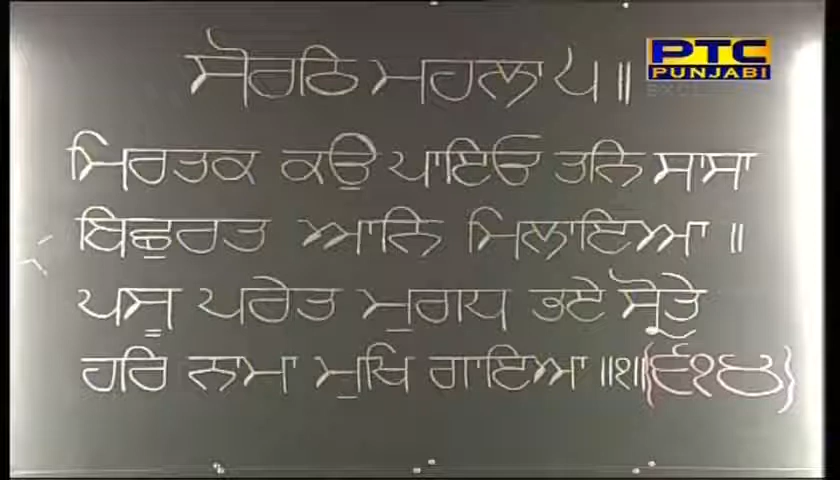 ਸੋਰਠਿ ਮਹਲਾ ੫ ॥
PTC
PUNJABI
ਮਿਰਤਕ ਕਉ ਪਾਇਓ ਤਨਿ ਸਾਸਾ
ਬਿਛੁਰਤ ਆਨਿ ਮਿਲਾਇਆ ॥
ਪਸੁ ਪਰੇਤ ਮੁਗਧ ਭਏ ਸ੍ਰੋਤੇ
ਹਰਿ ਨਾਮਾ ਮੁਖਿ ਗਾਇਆ ॥੧॥ (੬੧੪)